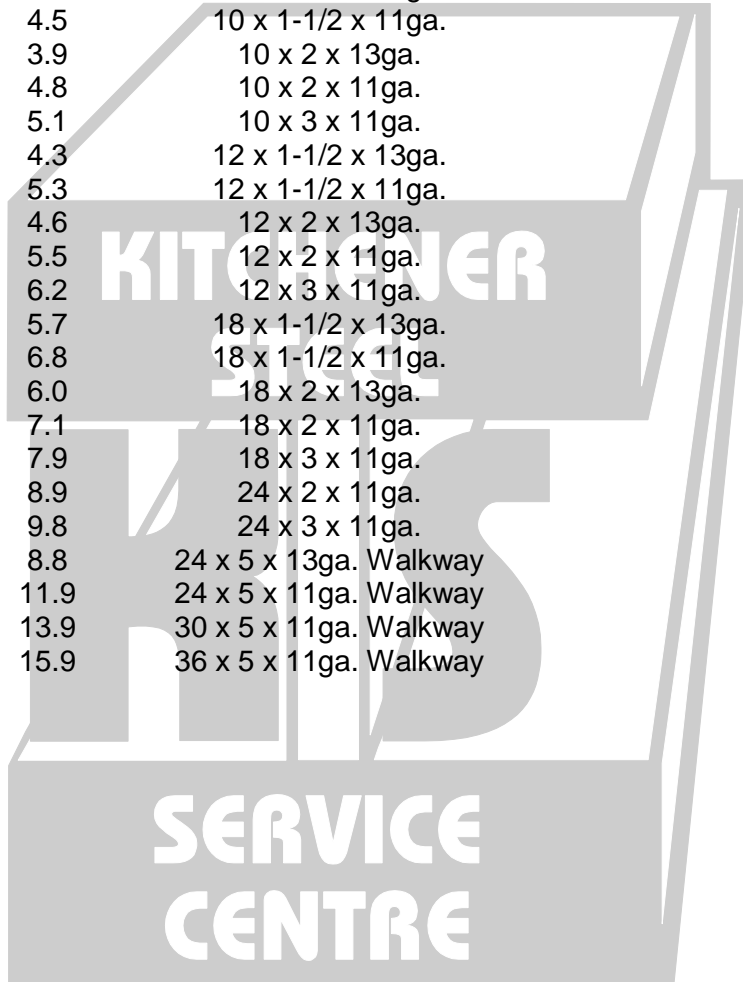 4.5 10 x 1-1/2 x 11ga.
3.9 10 x 2 x 13ga.
4.8 10 x 2 x 11ga.
5.1 10 x 3 x 11ga.
4.3 12 x 1-1/2 x 13ga.
5.3 12 x 1-1/2 x 11ga.
4.6 12 x 2 x 13ga.
5.5 12 x 2 x 11ga.
6.2 12 x 3 x 11ga.
5.7 18 x 1-1/2 x 13ga.
6.8 18 x 1-1/2 x 11ga.
6.0 18 x 2 x 13ga.
7.1 18 x 2 x 11ga.
7.9 18 x 3 x 11ga.
8.9 24 x 2 x 11ga.
9.8 24 x 3 x 11ga.
8.8 24 x 5 x 13ga. Walkway
11.9 24 x 5 x 11ga. Walkway
13.9 30 x 5 x 11ga. Walkway
15.9 36 x 5 x 11ga. Walkway
KITCHENER
STEEL
KS
SERVICE
CENTRE